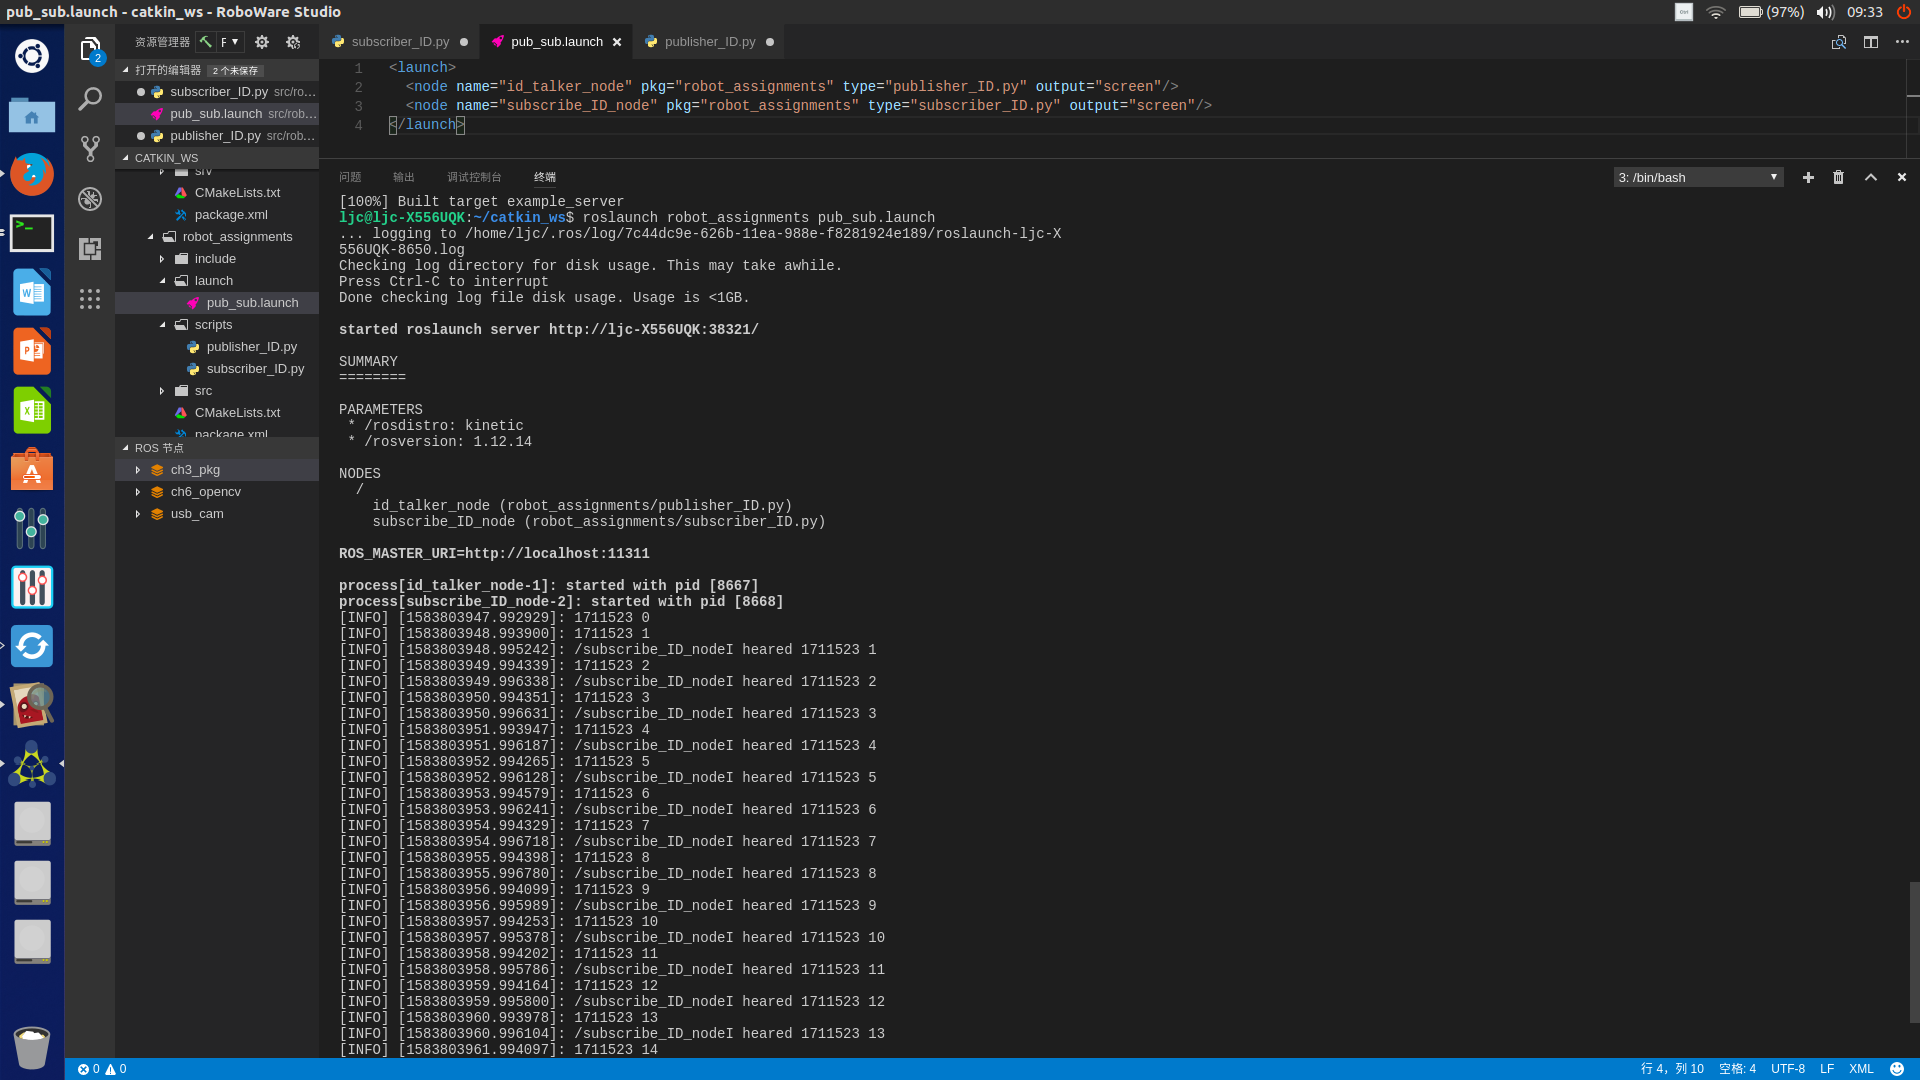 pub_sub.launch - catkin_ws - RoboWare Studio
(97%)
09:33
资源管理器
打开的编辑器 2 个未保存
subscriber_ID.py src/ro...
pub_sub.launch src/rob...
publisher_ID.py src/rob...
CATKIN_WS
srv
CMakeLists.txt
package.xml
robot_assignments
include
launch
pub_sub.launch
scripts
publisher_ID.py
subscriber_ID.py
src
CMakeLists.txt
package.xml
ROS 节点
ch3_pkg
ch6_opencv
usb_cam
subscriber_ID.py
pub_sub.launch
publisher_ID.py
1 <launch>
2 <node name="id_talker_node" pkg="robot_assignments" type="publisher_ID.py" output="screen"/>
3 <node name="subscribe_ID_node" pkg="robot_assignments" type="subscriber_ID.py" output="screen"/>
4 </launch>
问题 输出 调试控制台 终端
3: /bin/bash
[100%] Built target example_server
ljc@ljc-X556UQK:~/catkin_ws$ roslaunch robot_assignments pub_sub.launch
... logging to /home/ljc/.ros/log/7c44dc9e-626b-11ea-988e-f8281924e189/roslaunch-ljc-X
556UQK-8650.log
Checking log directory for disk usage. This may take awhile.
Press Ctrl-C to interrupt
Done checking log file disk usage. Usage is <1GB.
started roslaunch server http://ljc-X556UQK:38321/
SUMMARY
========
PARAMETERS
* /rosdistro: kinetic
* /rosversion: 1.12.14
NODES
/
id_talker_node (robot_assignments/publisher_ID.py)
subscribe_ID_node (robot_assignments/subscriber_ID.py)
ROS_MASTER_URI=http://localhost:11311
process[id_talker_node-1]: started with pid [8667]
process[subscribe_ID_node-2]: started with pid [8668]
[INFO] [1583803947.992929]: 1711523 0
[INFO] [1583803948.993900]: 1711523 1
[INFO] [1583803948.995242]: /subscribe_ID_nodeI heared 1711523 1
[INFO] [1583803949.994339]: 1711523 2
[INFO] [1583803949.996338]: /subscribe_ID_nodeI heared 1711523 2
[INFO] [1583803950.994351]: 1711523 3
[INFO] [1583803950.996631]: /subscribe_ID_nodeI heared 1711523 3
[INFO] [1583803951.993947]: 1711523 4
[INFO] [1583803951.996187]: /subscribe_ID_nodeI heared 1711523 4
[INFO] [1583803952.994265]: 1711523 5
[INFO] [1583803952.996128]: /subscribe_ID_nodeI heared 1711523 5
[INFO] [1583803953.994579]: 1711523 6
[INFO] [1583803953.996241]: /subscribe_ID_nodeI heared 1711523 6
[INFO] [1583803954.994329]: 1711523 7
[INFO] [1583803954.996718]: /subscribe_ID_nodeI heared 1711523 7
[INFO] [1583803955.994398]: 1711523 8
[INFO] [1583803955.996780]: /subscribe_ID_nodeI heared 1711523 8
[INFO] [1583803956.994099]: 1711523 9
[INFO] [1583803956.995989]: /subscribe_ID_nodeI heared 1711523 9
[INFO] [1583803957.994253]: 1711523 10
[INFO] [1583803957.995378]: /subscribe_ID_nodeI heared 1711523 10
[INFO] [1583803958.994202]: 1711523 11
[INFO] [1583803958.995786]: /subscribe_ID_nodeI heared 1711523 11
[INFO] [1583803959.994164]: 1711523 12
[INFO] [1583803959.995800]: /subscribe_ID_nodeI heared 1711523 12
[INFO] [1583803960.993978]: 1711523 13
[INFO] [1583803960.996104]: /subscribe_ID_nodeI heared 1711523 13
[INFO] [1583803961.994097]: 1711523 14
0 0
行 4，列 10 空格: 4 UTF-8 LF XML